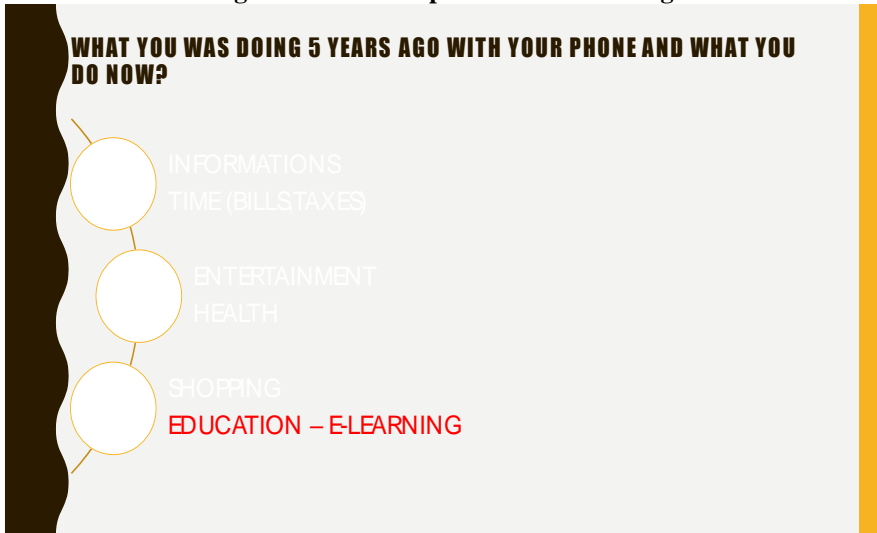 WHAT YOU WAS DOING 5 YEARS AGO WITH YOUR PHONE AND WHAT YOU
DO NOW?
INFORMATIONS
TIME (BILLS,TAXES)
ENTERTAINMENT
HEALTH
SHOPPING
EDUCATION – E-LEARNING